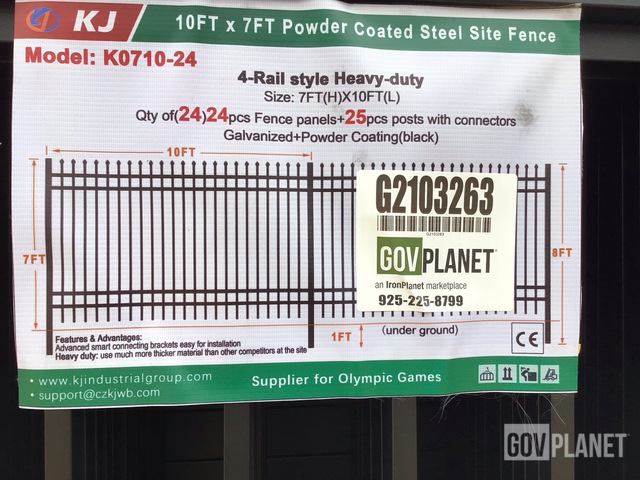 KJ 10FT x 7FT Powder Coated Steel Site Fence
Model: K0710-24
4-Rail style Heavy-duty
Size: 7FT(H)X10FT(L)
Qty of(24)24pcs Fence panels+25pcs posts with connectors
Galvanized+Powder Coating(black)
10FT
7FT
8FT
G2103263
G2103263
GOVPLANET
an IronPlanet marketplace
925-225-8799
1FT
(under ground)
Features & Advantages:
Advanced smart connecting brackets easy for installation
Heavy duty: use much more thicker material than other competitors at the site
CE
• www.kjindustrialgroup.com
• support@czkjwb.com
Supplier for Olympic Games
GOVPLANET